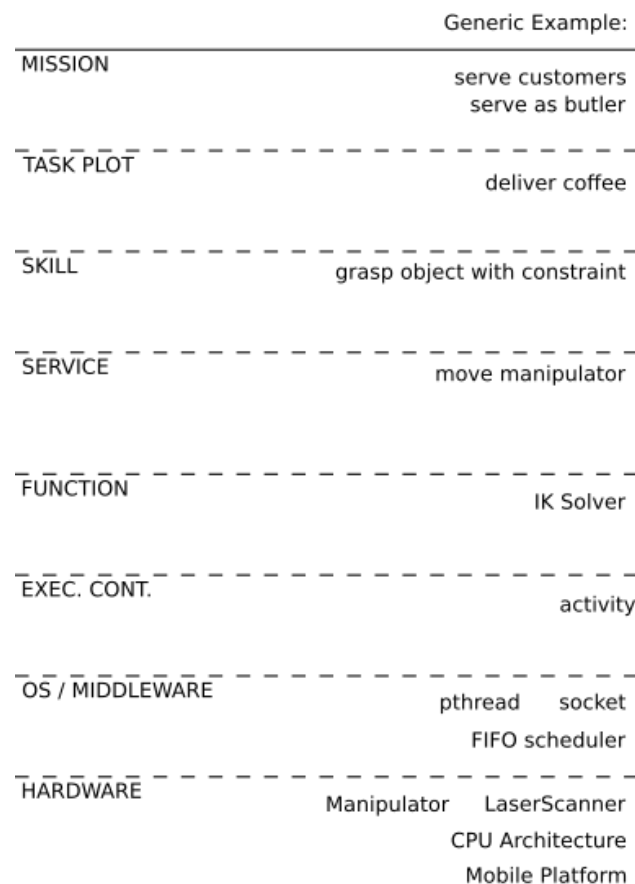 Generic Example:
MISSION
serve customers
serve as butler
TASK PLOT
deliver coffee
SKILL
grasp object with constraint
SERVICE
move manipulator
FUNCTION
IK Solver
EXEC. CONT.
activity
OS / MIDDLEWARE
pthread socket
FIFO scheduler
HARDWARE
Manipulator LaserScanner
CPU Architecture
Mobile Platform